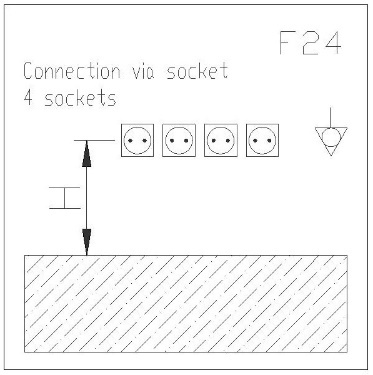 F24
Connection via socket
4 sockets
H